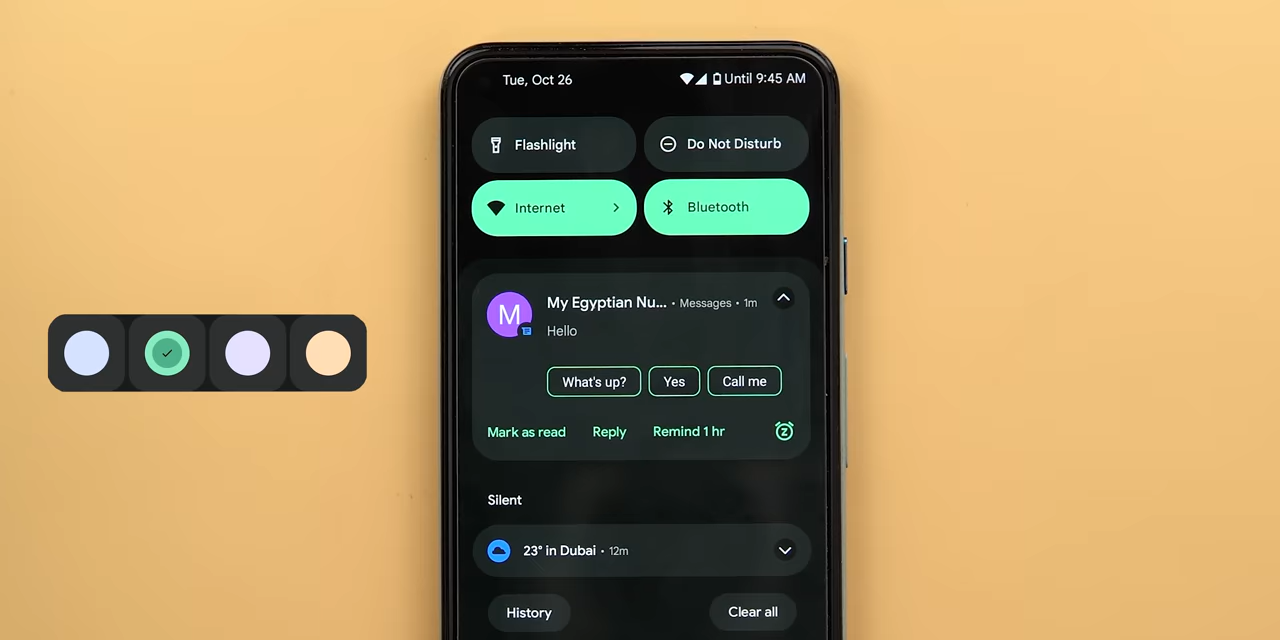 Tue, Oct 26
Until 9:45 AM
Flashlight
Do Not Disturb
Internet
Bluetooth
M
My Egyptian Nu... • Messages • 1m
Hello
What's up?
Yes
Call me
Mark as read
Reply
Remind 1 hr
Silent
23° in Dubai • 12m
History
Clear all